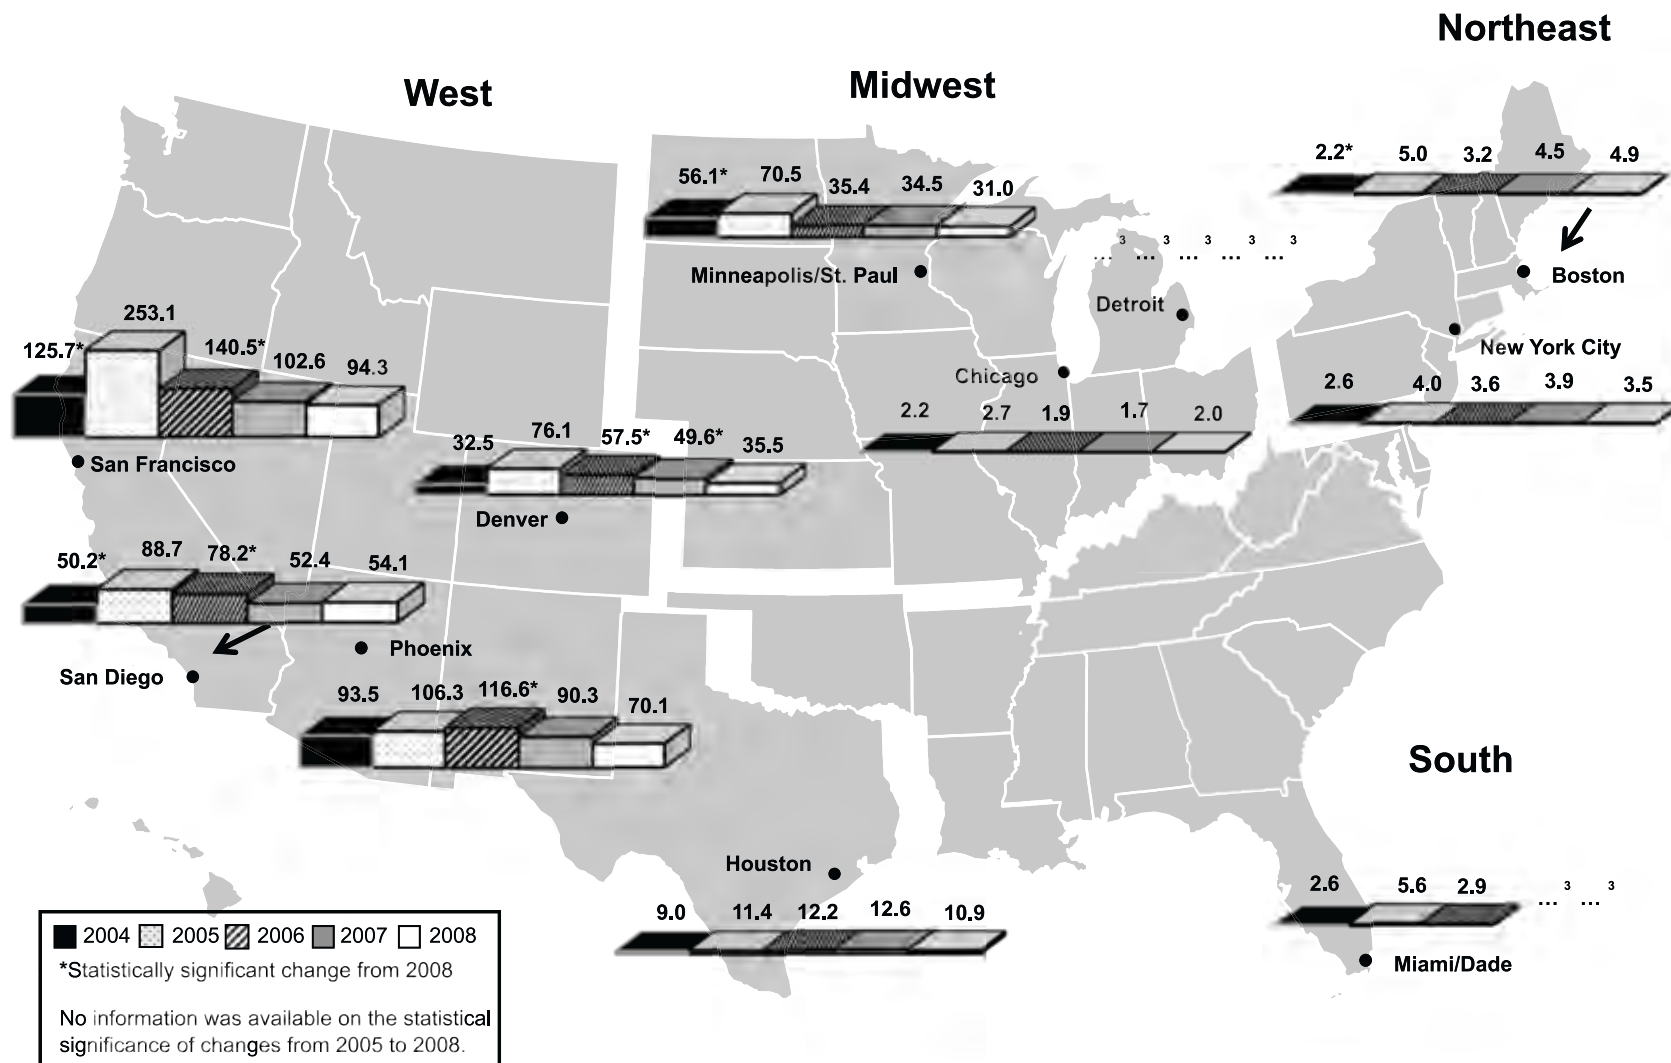 Northeast
West
Midwest
2.2* 5.0 3.2 4.5 4.9
56.1* 70.5 35.4 34.5 31.0
... 3 ... 3 ... 3 ... 3 ... 3
Minneapolis/St. Paul
Boston
Detroit
253.1
125.7* 140.5* 102.6 94.3
New York City
Chicago
2.6 4.0 3.6 3.9 3.5
2.2 2.7 1.9 1.7 2.0
32.5 76.1 57.5* 49.6* 35.5
San Francisco
Denver
50.2* 88.7 78.2* 52.4 54.1
Phoenix
San Diego
93.5 106.3 116.6* 90.3 70.1
South
Houston
2.6 5.6 2.9 ... 3 ... 3
9.0 11.4 12.2 12.6 10.9
Miami/Dade
2004 2005 2006 2007 2008
*Statistically significant change from 2008
No information was available on the statistical
significance of changes from 2005 to 2008.